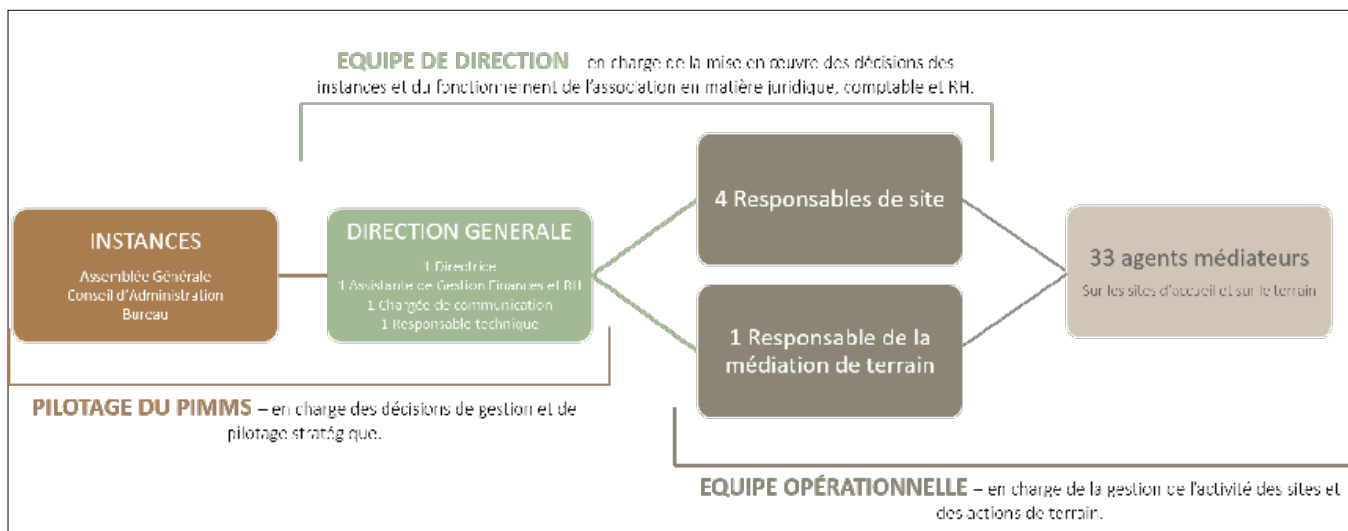 EQUIPE DE DIRECTION en charge de la mise en œuvre des décisions des
instances et du fonctionnement de l'association en matière juridique, comptable et RH.
INSTANCES
Assemblée Générale
Conseil d'Administration
Bureau
DIRECTION GENERALE
1 Directrice
1 Assistante de Gestion Finances et RH
1 Chargée de communication
1 Responsable technique
4 Responsables de site
1 Responsable de la
médiation de terrain
33 agents médiateurs
Sur les sites d'accueil et sur le terrain
PILOTAGE DU PIMMS – en charge des décisions de gestion et de
pilotage stratégique.
EQUIPE OPÉRATIONNELLE – en charge de la gestion de l'activité des sites et
des actions de terrain.